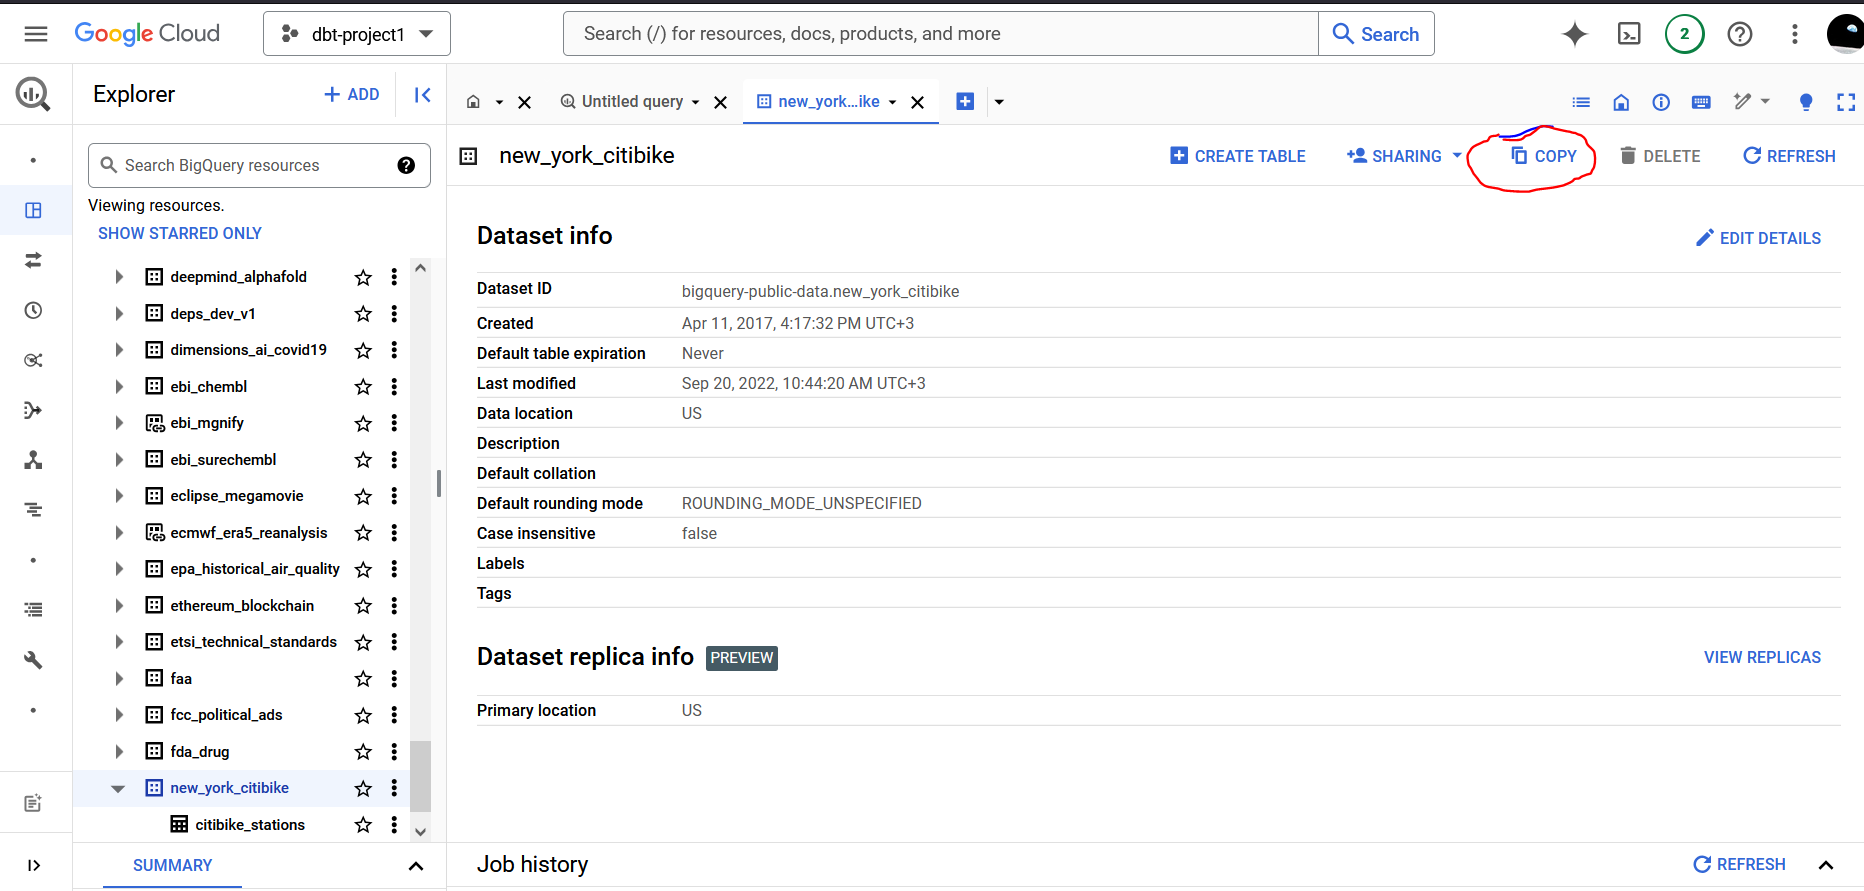 Google Cloud
dbt-project1
Search (/) for resources, docs, products, and more
Search
2
Explorer
ADD
Untitled query
new_york...ike
Search BigQuery resources
Viewing resources.
SHOW STARRED ONLY
deepmind_alphafold
deps_dev_v1
dimensions_ai_covid19
ebi_chembl
ebi_mgnify
ebi_surechembl
eclipse_megamovie
ecmwf_era5_reanalysis
epa_historical_air_quality
ethereum_blockchain
etsi_technical_standards
faa
fcc_political_ads
fda_drug
new_york_citibike
citibike_stations
SUMMARY
new_york_citibike
CREATE TABLE
SHARING
COPY
DELETE
REFRESH
Dataset info
EDIT DETAILS
Dataset ID bigquery-public-data.new_york_citibike
Created Apr 11, 2017, 4:17:32 PM UTC+3
Default table expiration Never
Last modified Sep 20, 2022, 10:44:20 AM UTC+3
Data location US
Description
Default collation
Default rounding mode ROUNDING_MODE_UNSPECIFIED
Case insensitive false
Labels
Tags
Dataset replica info PREVIEW
VIEW REPLICAS
Primary location US
Job history
REFRESH